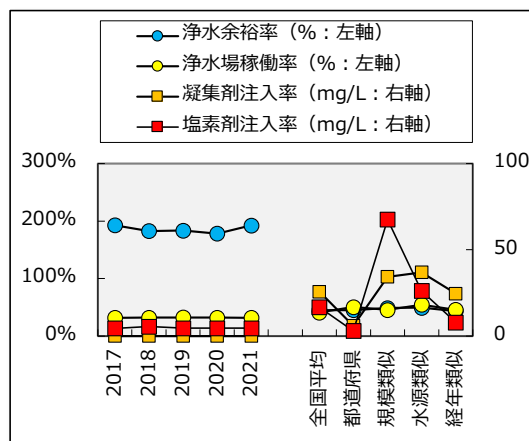 浄水余裕率（%：左軸）
浄水場稼働率（%：左軸）
凝集剤注入率（mg/L：右軸）
塩素剤注入率（mg/L：右軸）
300%
200%
100%
0%
100
50
0
2017
2018
2019
2020
2021
全国平均
都道府県
規模類似
水源類似
経年類似